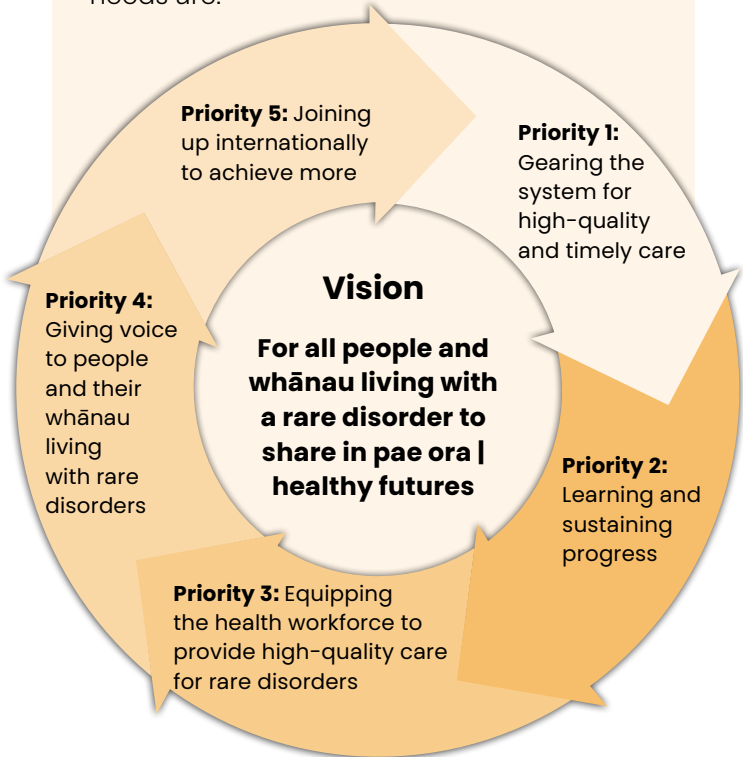 needs are.
Priority 5: Joining
up internationally
to achieve more
Priority 1:
Gearing the
system for
high-quality
and timely care
Vision
For all people and
whānau living with
a rare disorder to
share in pae ora |
healthy futures
Priority 4:
Giving voice
to people
and their
whānau
living
with rare
disorders
Priority 2:
Learning and
sustaining
progress
Priority 3: Equipping
the health workforce to
provide high-quality care
for rare disorders